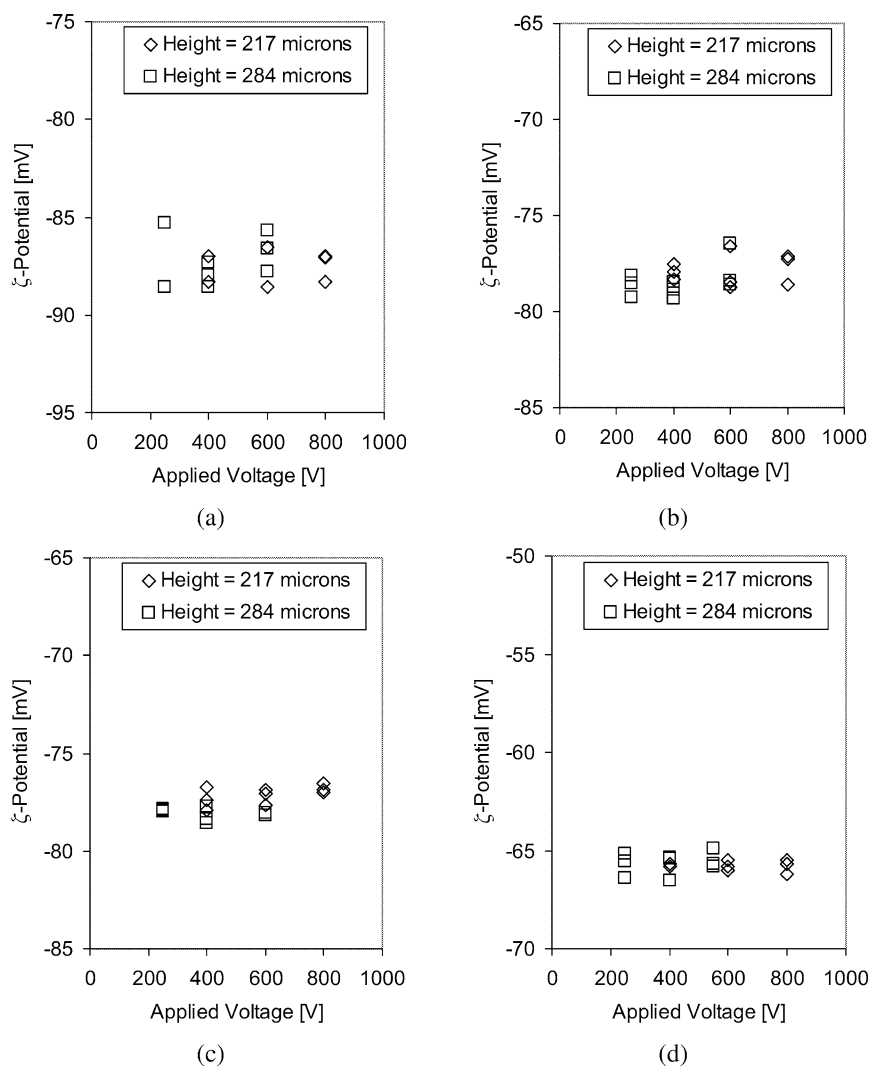 -75
Height = 217 microns
Height = 284 microns
-80
-85
-90
-95
ζ-Potential [mV]
0 200 400 600 800 1000
Applied Voltage [V]
(a)
-65
Height = 217 microns
Height = 284 microns
-70
-75
-80
-85
ζ-Potential [mV]
0 200 400 600 800 1000
Applied Voltage [V]
(b)
-65
Height = 217 microns
Height = 284 microns
-70
-75
-80
-85
ζ-Potential [mV]
0 200 400 600 800 1000
Applied Voltage [V]
(c)
-50
Height = 217 microns
Height = 284 microns
-55
-60
-65
-70
ζ-Potential [mV]
0 200 400 600 800 1000
Applied Voltage [V]
(d)